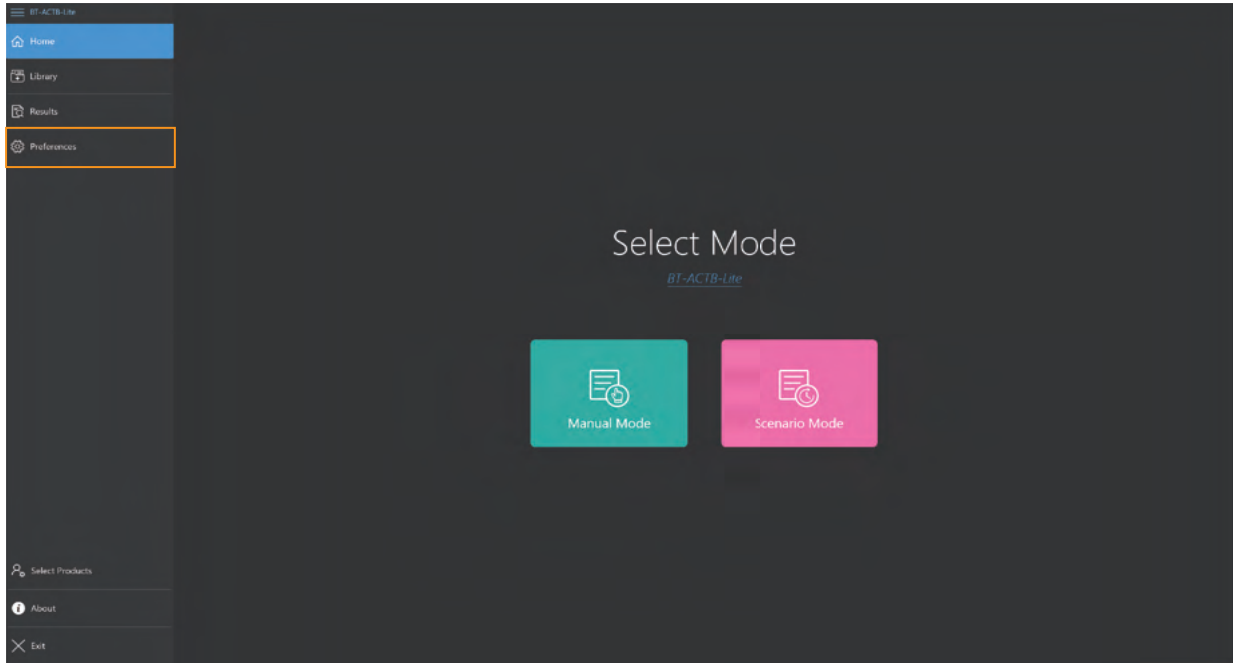 BT-ACTB-Lite
Home
Library
Results
Preferences
Select Mode
BT-ACTB-Lite
Manual Mode
Scenario Mode
Select Products
About
Exit